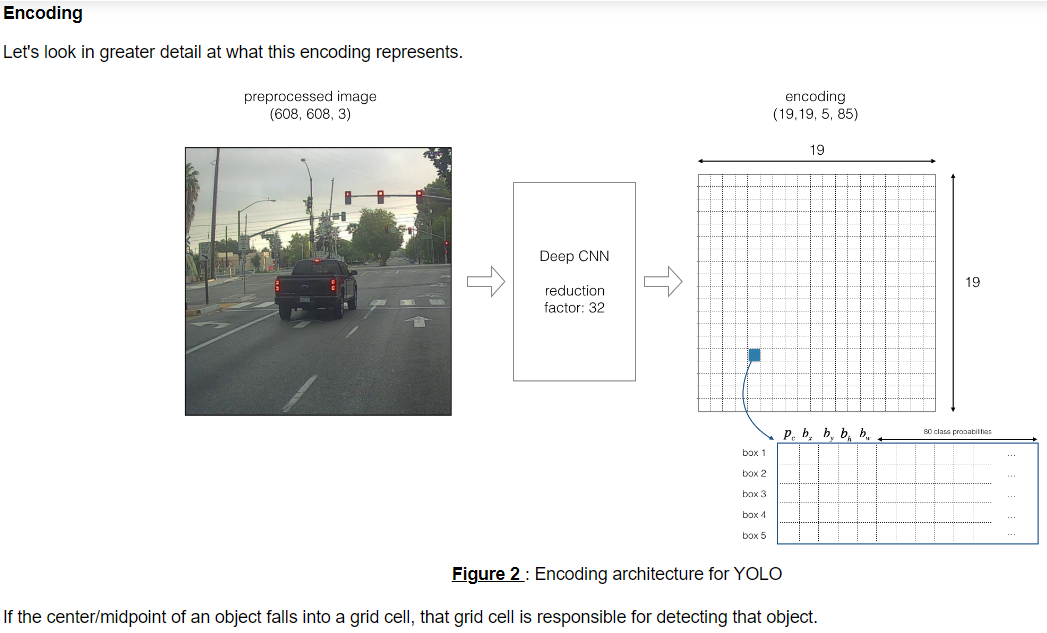 Encoding
Let's look in greater detail at what this encoding represents.
preprocessed image
(608, 608, 3)
encoding
(19,19, 5, 85)
19
Deep CNN
reduction
factor: 32
19
p_c b_x b_y b_h b_w
80 class probabilities
box 1 ...
box 2 ...
box 3 ...
box 4 ...
box 5 ...
Figure 2 : Encoding architecture for YOLO
If the center/midpoint of an object falls into a grid cell, that grid cell is responsible for detecting that object.